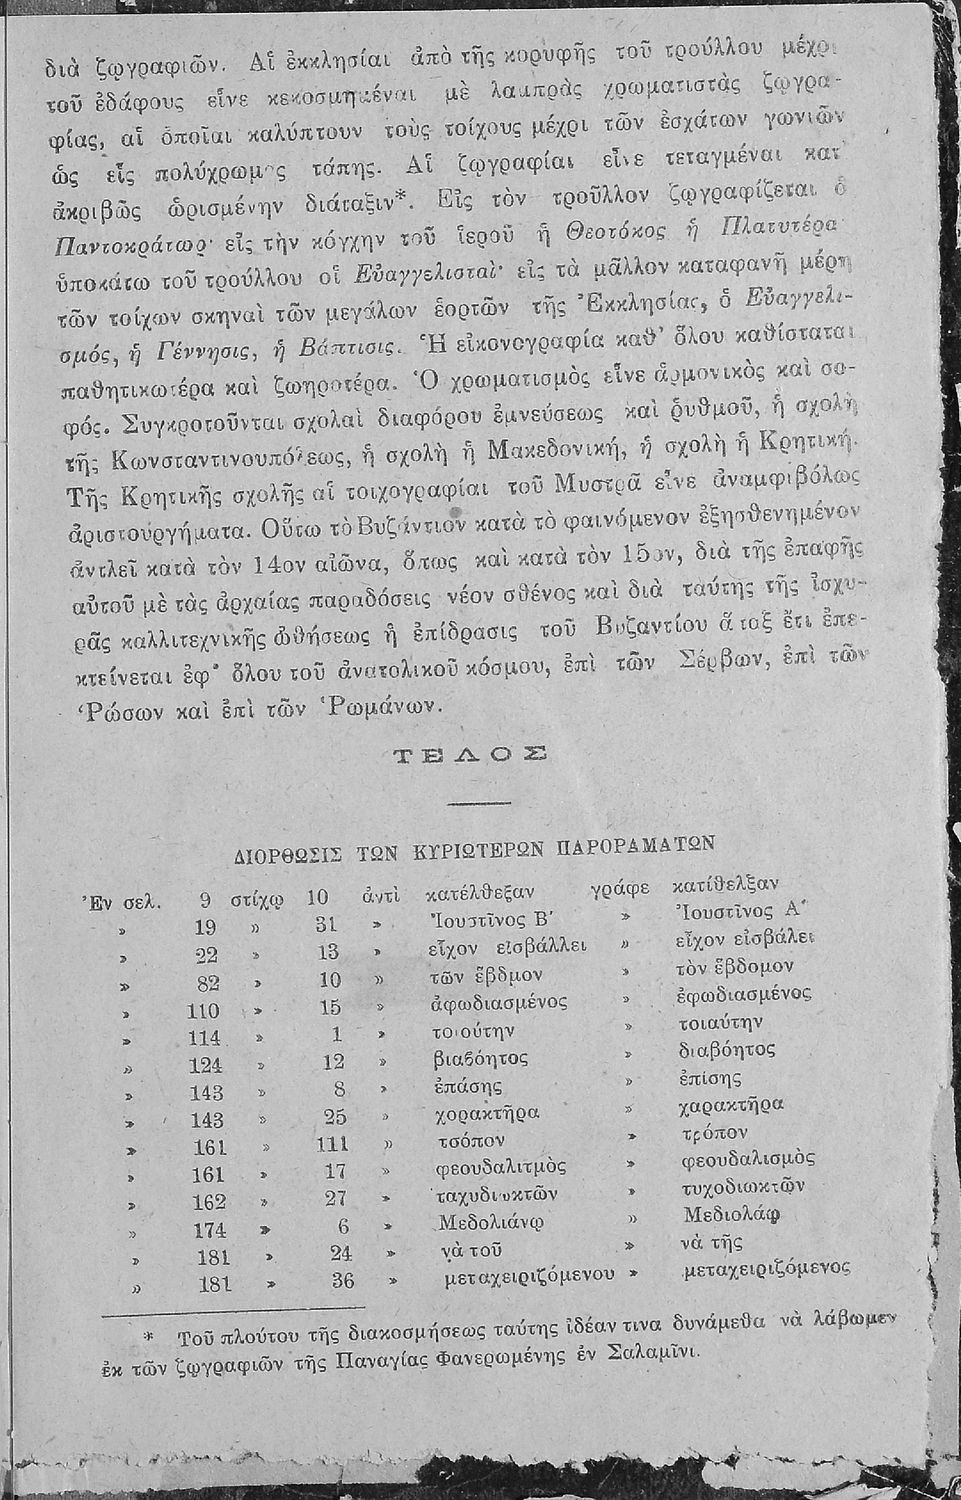 διὰ ζῳγραφιῶν. Αἱ ἐκκλησίαι ἀπὸ τῆς κορυφῆς τοῦ τρούλλου μέχρι
τοῦ ἐδάφους εἶνε κεκοσμημέναι μὲ λαμπρὰς χρωματιστὰς ζῳγρα-
φίας, αἱ ὁποῖαι καλύπτουν τοὺς τοίχους μέχρι τῶν ἐσχάτων γωνιῶν
ὡς εἷς πολύχρωμος τάπης. Αἱ ζῳγραφίαι εἶνε τεταγμέναι κατ'
ἀκριβῶς ὡρισμένην διάταξιν*. Εἰς τὸν τροῦλλον ζῳγραφίζεται ὁ
Παντοκράτωρ· εἰς τὴν κόγχην τοῦ ἱεροῦ ἡ Θεοτόκος ἡ Πλατυτέρα
ὑποκάτω τοῦ τρούλλου οἱ Εὐαγγελισταὶ· εἰς τὰ μᾶλλον καταφανῆ μέρη
τῶν τοίχων σκηναὶ τῶν μεγάλων ἑορτῶν τῆς Ἐκκλησίας, ὁ Εὐαγγελι-
σμός, ἡ Γέννησις, ἡ Βάπτισις. Ἡ εἰκονογραφία καθ' ὅλου καθίσταται
παθητικωτέρα καὶ ζωηροτέρα. Ὁ χρωματισμὸς εἶνε ἁρμονικὸς καὶ σο-
φός. Συγκροτοῦνται σχολαὶ διαφόρου ἐμνεύσεως καὶ ῥυθμοῦ, ἡ σχολὴ
τῆς Κωνσταντινουπόλεως, ἡ σχολὴ ἡ Μακεδονική, ἡ σχολὴ ἡ Κρητική.
Τῆς Κρητικῆς σχολῆς αἱ τοιχογραφίαι τοῦ Μυστρᾶ εἶνε ἀναμφιβόλως
ἀριστουργήματα. Οὕτω τὸ Βυζάντιον κατὰ τὸ φαινόμενον ἐξησθενημένον
ἀντλεῖ κατὰ τὸν 14ον αἰῶνα, ὅπως καὶ κατὰ τὸν 15ον, διὰ τῆς ἐπαφῆς
αὐτοῦ μὲ τὰς ἀρχαίας παραδόσεις νέον σθένος καὶ διὰ ταύτης τῆς ἰσχυ-
ρᾶς καλλιτεχνικῆς ὠθήσεως ἡ ἐπίδρασις τοῦ Βυζαντίου ἅπαξ ἔτι ἐπε-
κτείνεται ἐφ' ὅλου τοῦ ἀνατολικοῦ κόσμου, ἐπὶ τῶν Σέρβων, ἐπὶ τῶν
Ῥώσων καὶ ἐπὶ τῶν Ῥωμάνων.
ΤΕΛΟΣ
ΔΙΟΡΘΩΣΙΣ ΤΩΝ ΚΥΡΙΩΤΕΡΩΝ ΠΑΡΟΡΑΜΑΤΩΝ
Ἐν σελ. 9 στίχῳ 10 ἀντὶ κατέλθεξαν γράφε κατέθελξαν
» 19 » 31 » Ἰουστῖνος Β' » Ἰουστῖνος Α'
» 22 » 13 » εἶχον εἰσβάλλει » εἶχον εἰσβάλει
» 82 » 10 » τῶν ἕβδμον » τὸν ἕβδομον
» 110 » 15 » ἀφωδιασμένος » ἐφωδιασμένος
» 114 » 1 » τοιούτην » τοιαύτην
» 124 » 12 » βιαβόητος » διαβόητος
» 143 » 8 » ἐπάσης » ἐπίσης
» 143 » 25 » χορακτῆρα » χαρακτῆρα
» 161 » 111 » τσόπον » τρόπον
» 161 » 17 » φεουδαλιτμὸς » φεουδαλισμὸς
» 162 » 27 » ταχυδιωκτῶν » τυχοδιωκτῶν
» 174 » 6 » Μεδολιάνῳ » Μεδιολάῳ
» 181 » 24 » νὰ τοῦ » νὰ τῆς
» 181 » 36 » μεταχειριζόμενου » μεταχειριζόμενος
* Τοῦ πλούτου τῆς διακοσμήσεως ταύτης ἰδέαν τινα δυνάμεθα νὰ λάβωμεν
ἐκ τῶν ζῳγραφιῶν τῆς Παναγίας Φανερωμένης ἐν Σαλαμῖνι.